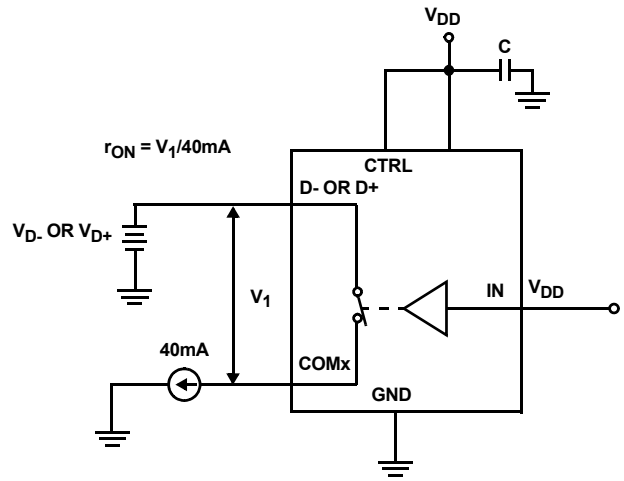 VDD
C
rON = V1/40mA
CTRL
D- OR D+
VD- OR VD+
V1
IN
VDD
40mA
COMx
GND